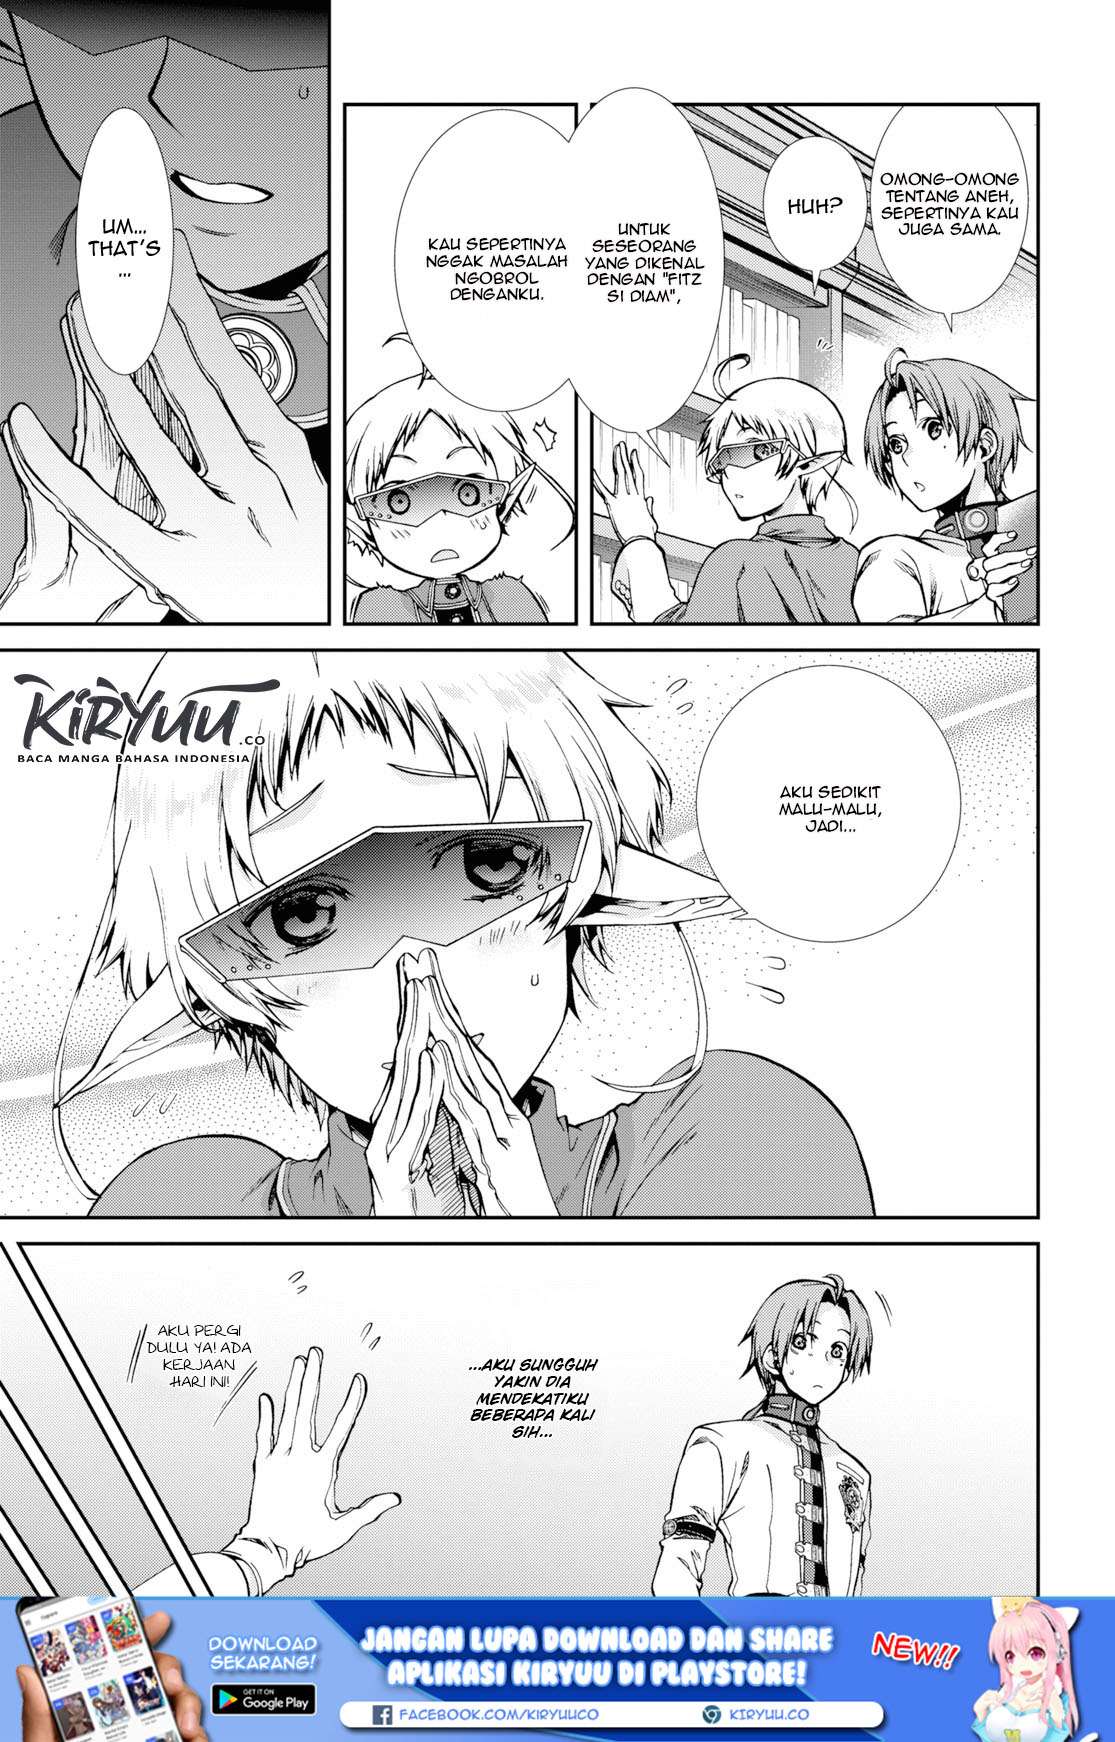 OMONG-OMONG
TENTANG ANEH,
SEPERTINYA KAU
JUGA SAMA.
HUH?
UNTUK
SESEORANG
YANG DIKENAL
DENGAN "FITZ
SI DIAM",
KAU SEPERTINYA
NGGAK MASALAH
NGOBROL
DENGANKU.
UM...
THAT'S
...
KIRYUU.CO
BACA MANGA BAHASA INDONESIA
AKU SEDIKIT
MALU-MALU,
JADI...
...AKU SUNGGUH
YAKIN DIA
MENDEKATIKU
BEBERAPA KALI
SIH...
AKU PERGI
DULU YA! ADA
KERJAAN
HARI INI!
DOWNLOAD
SEKARANG!
GET IT ON
Google Play
JANGAN LUPA DOWNLOAD DAN SHARE
APLIKASI KIRYUU DI PLAYSTORE!
NEW!!
FACEBOOK.COM/KIRYUUCO
KIRYUU.CO